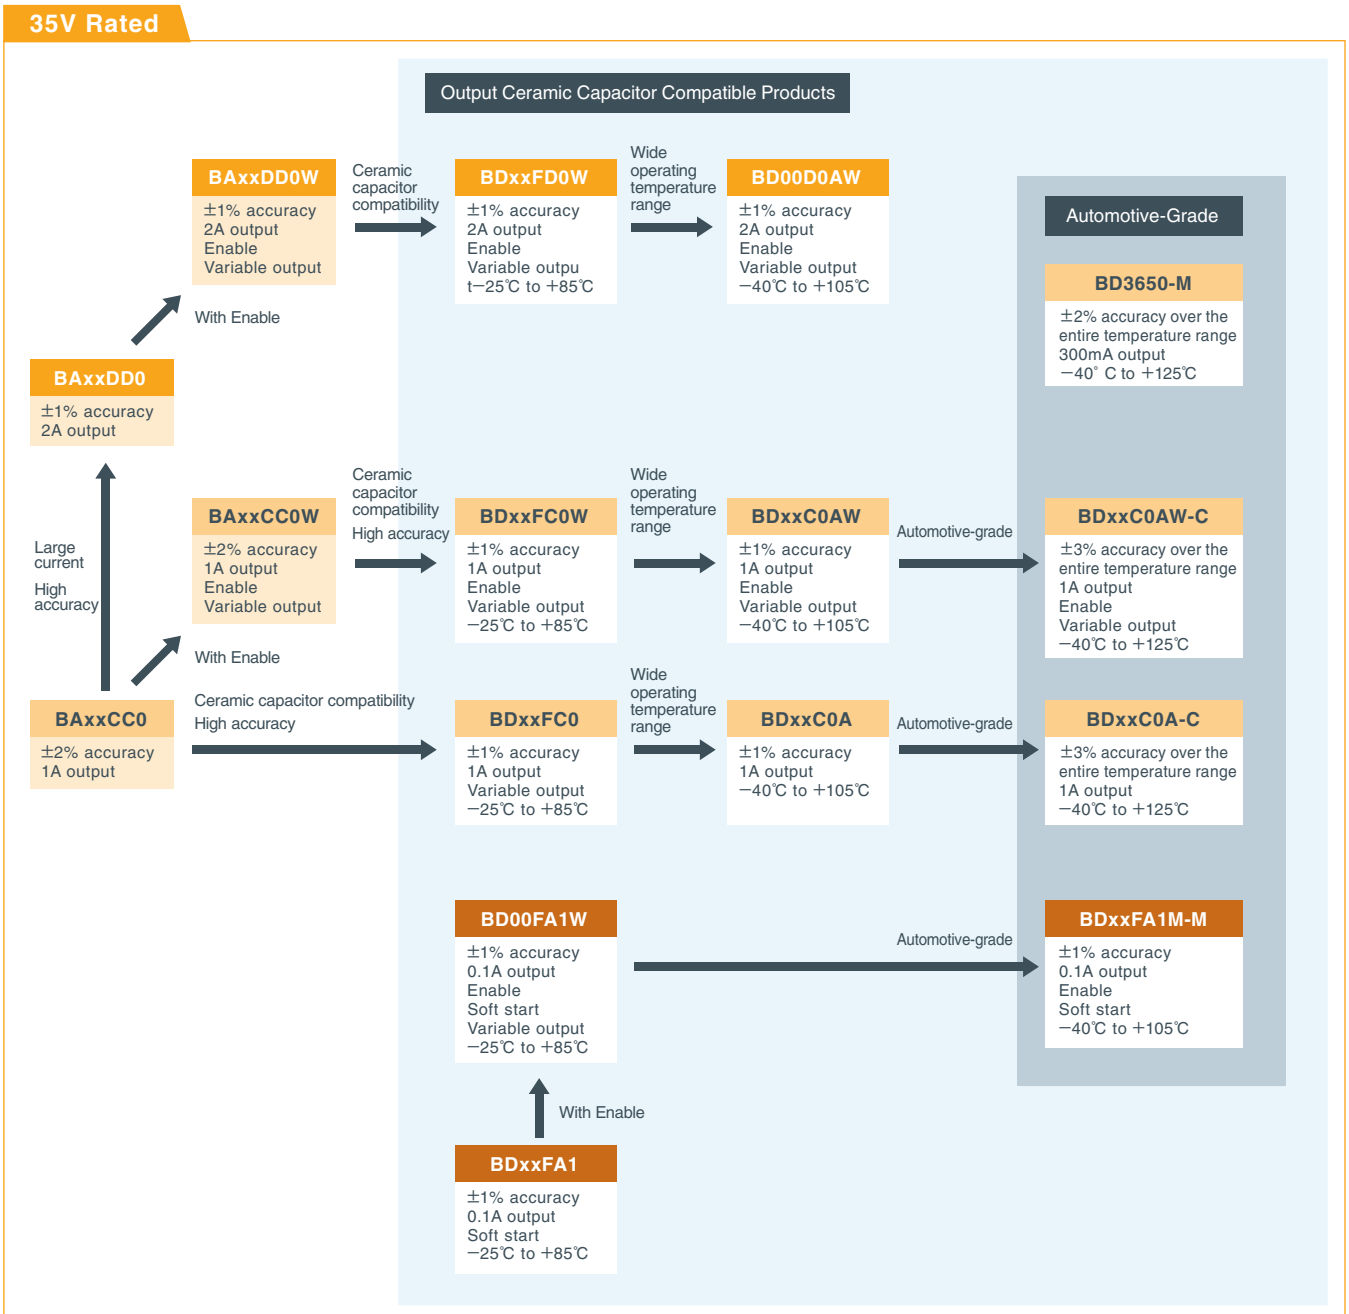 35V Rated
Output Ceramic Capacitor Compatible Products
BAxxDD0W
±1% accuracy
2A output
Enable
Variable output
Ceramic
capacitor
compatibility
BDxxFD0W
±1% accuracy
2A output
Enable
Variable outpu
t−25℃ to +85℃
Wide
operating
temperature
range
BD00D0AW
±1% accuracy
2A output
Enable
Variable output
−40℃ to +105℃
Automotive-Grade
BD3650-M
±2% accuracy over the
entire temperature range
300mA output
−40° C to +125℃
With Enable
BAxxDD0
±1% accuracy
2A output
Large
current
High
accuracy
BAxxCC0W
±2% accuracy
1A output
Enable
Variable output
Ceramic
capacitor
compatibility
High accuracy
BDxxFC0W
±1% accuracy
1A output
Enable
Variable output
−25℃ to +85℃
Wide
operating
temperature
range
BDxxC0AW
±1% accuracy
1A output
Enable
Variable output
−40℃ to +105℃
Automotive-grade
BDxxC0AW-C
±3% accuracy over the
entire temperature range
1A output
Enable
Variable output
−40℃ to +125℃
With Enable
BAxxCC0
±2% accuracy
1A output
Ceramic capacitor compatibility
High accuracy
BDxxFC0
±1% accuracy
1A output
Variable output
−25℃ to +85℃
Wide
operating
temperature
range
BDxxC0A
±1% accuracy
1A output
−40℃ to +105℃
Automotive-grade
BDxxC0A-C
±3% accuracy over the
entire temperature range
1A output
−40℃ to +125℃
BD00FA1W
±1% accuracy
0.1A output
Enable
Soft start
Variable output
−25℃ to +85℃
Automotive-grade
BDxxFA1M-M
±1% accuracy
0.1A output
Enable
Soft start
−40℃ to +105℃
With Enable
BDxxFA1
±1% accuracy
0.1A output
Soft start
−25℃ to +85℃